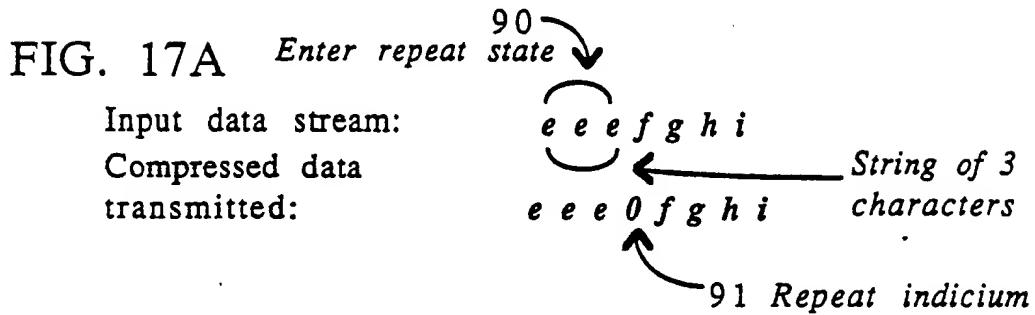 90
FIG. 17A Enter repeat state
Input data stream: e e e f g h i
Compressed data String of 3
transmitted: e e e 0 f g h i characters
91 Repeat indicium